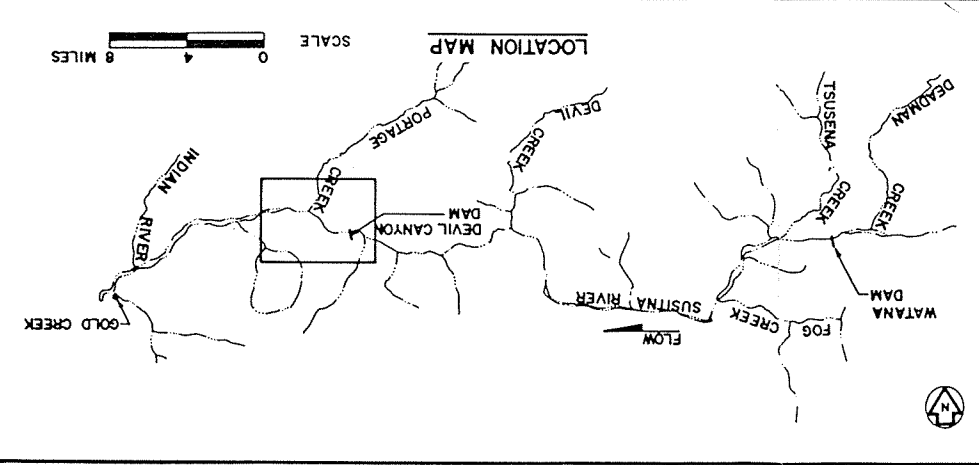 N
FLOW
FOG CREEK
SUSITNA RIVER
GOLD CREEK
WATANA
DAM
DEVIL CANYON
DAM
INDIAN RIVER
DEADMAN CREEK
TSUSENA CREEK
DEVIL CREEK
PORTAGE CREEK
LOCATION MAP
SCALE
0 4 8 MILES